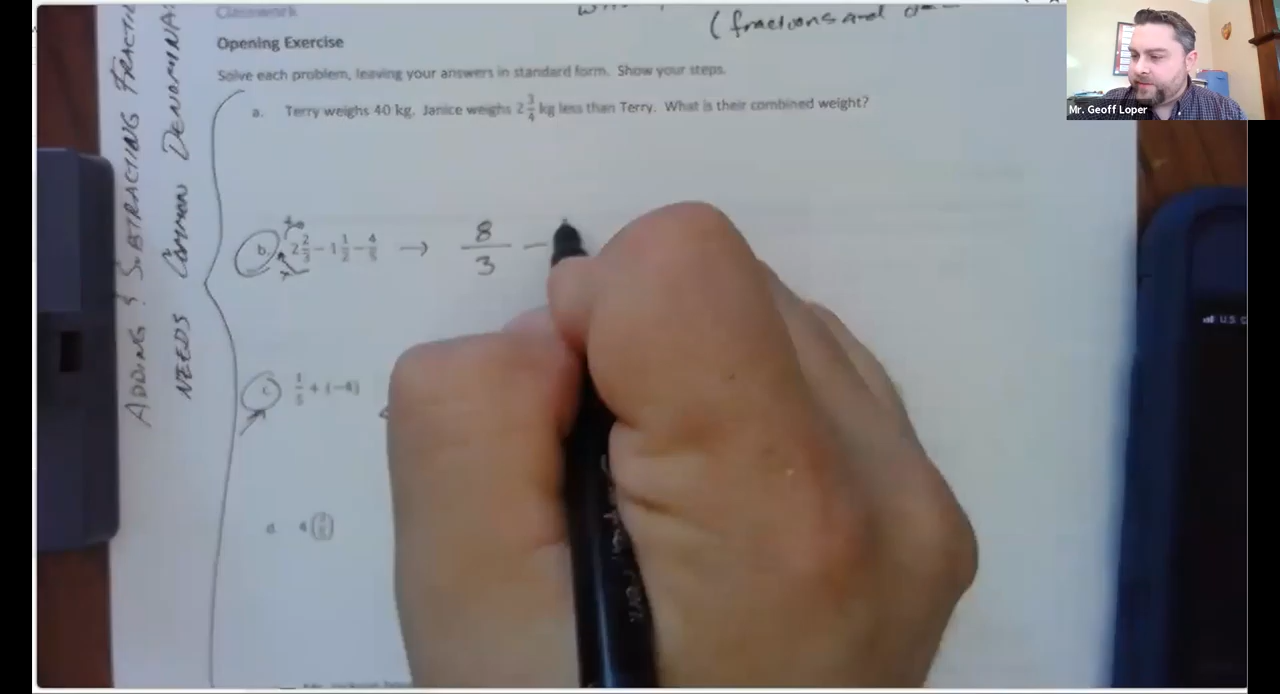 Classwork
(fractions and
Opening Exercise
Solve each problem, leaving your answers in standard form. Show your steps.
a. Terry weighs 40 kg. Janice weighs 2 3/4 kg less than Terry. What is their combined weight?
b. 2 2/3 − 1 1/2 − 4/5 → 8/3 −
c. 1/5 + (−4)
d. 4
ADDING & SUBTRACTING
NEEDS COMMON
Mr. Geoff Loper